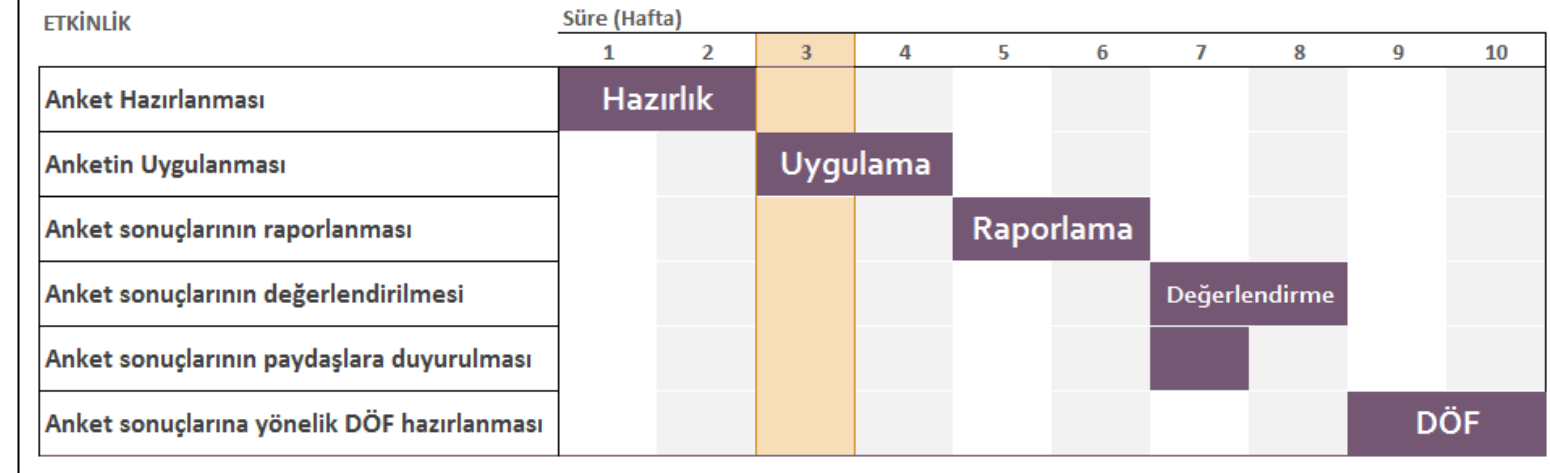 ETKİNLİK
Süre (Hafta)
1 2 3 4 5 6 7 8 9 10
Anket Hazırlanması Hazırlık
Anketin Uygulanması Uygulama
Anket sonuçlarının raporlanması Raporlama
Anket sonuçlarının değerlendirilmesi Değerlendirme
Anket sonuçlarının paydaşlara duyurulması
Anket sonuçlarına yönelik DÖF hazırlanması DÖF